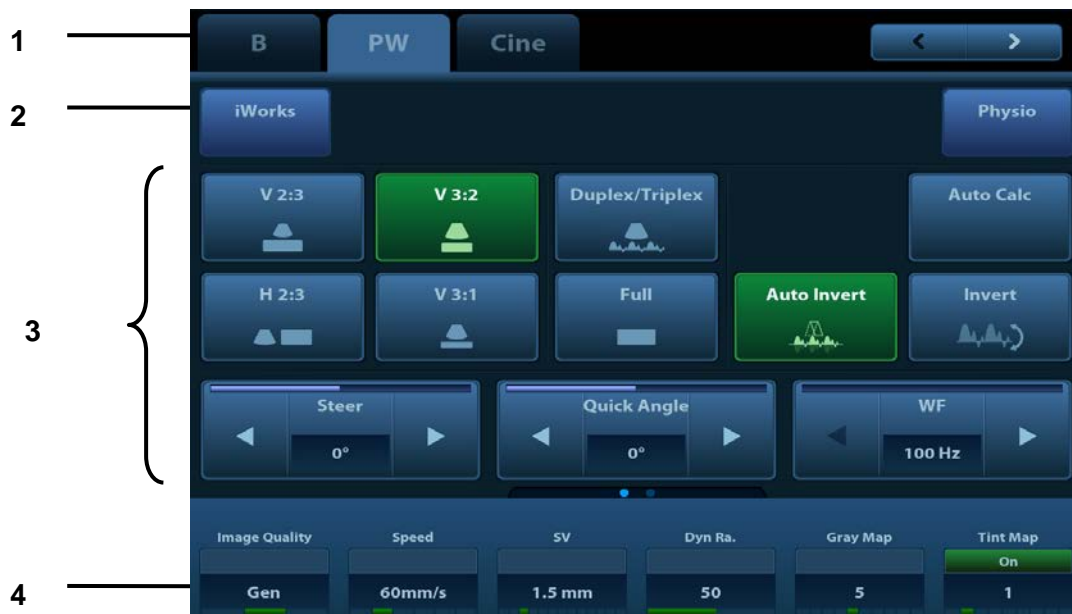 1
B PW Cine < >
2
iWorks Physio
3
V 2:3 V 3:2 Duplex/Triplex Auto Calc
H 2:3 V 3:1 Full Auto Invert Invert
Steer Quick Angle WF
0° 0° 100 Hz
Image Quality Speed SV Dyn Ra. Gray Map Tint Map
On
4
Gen 60mm/s 1.5 mm 50 5 1